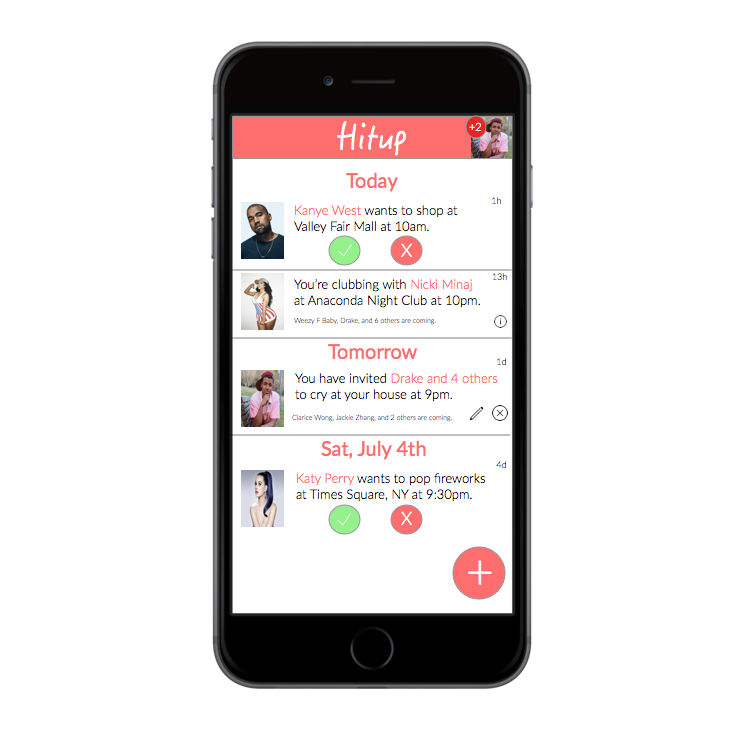 Hitup
+2
Today
1h
Kanye West wants to shop at
Valley Fair Mall at 10am.
X
13h
You're clubbing with Nicki Minaj
at Anaconda Night Club at 10pm.
Weezy F Baby, Drake, and 6 others are coming.
i
Tomorrow
1d
You have invited Drake and 4 others
to cry at your house at 9pm.
Clarice Wong, Jackie Zhang, and 2 others are coming.
Sat, July 4th
4d
Katy Perry wants to pop fireworks
at Times Square, NY at 9:30pm.
X